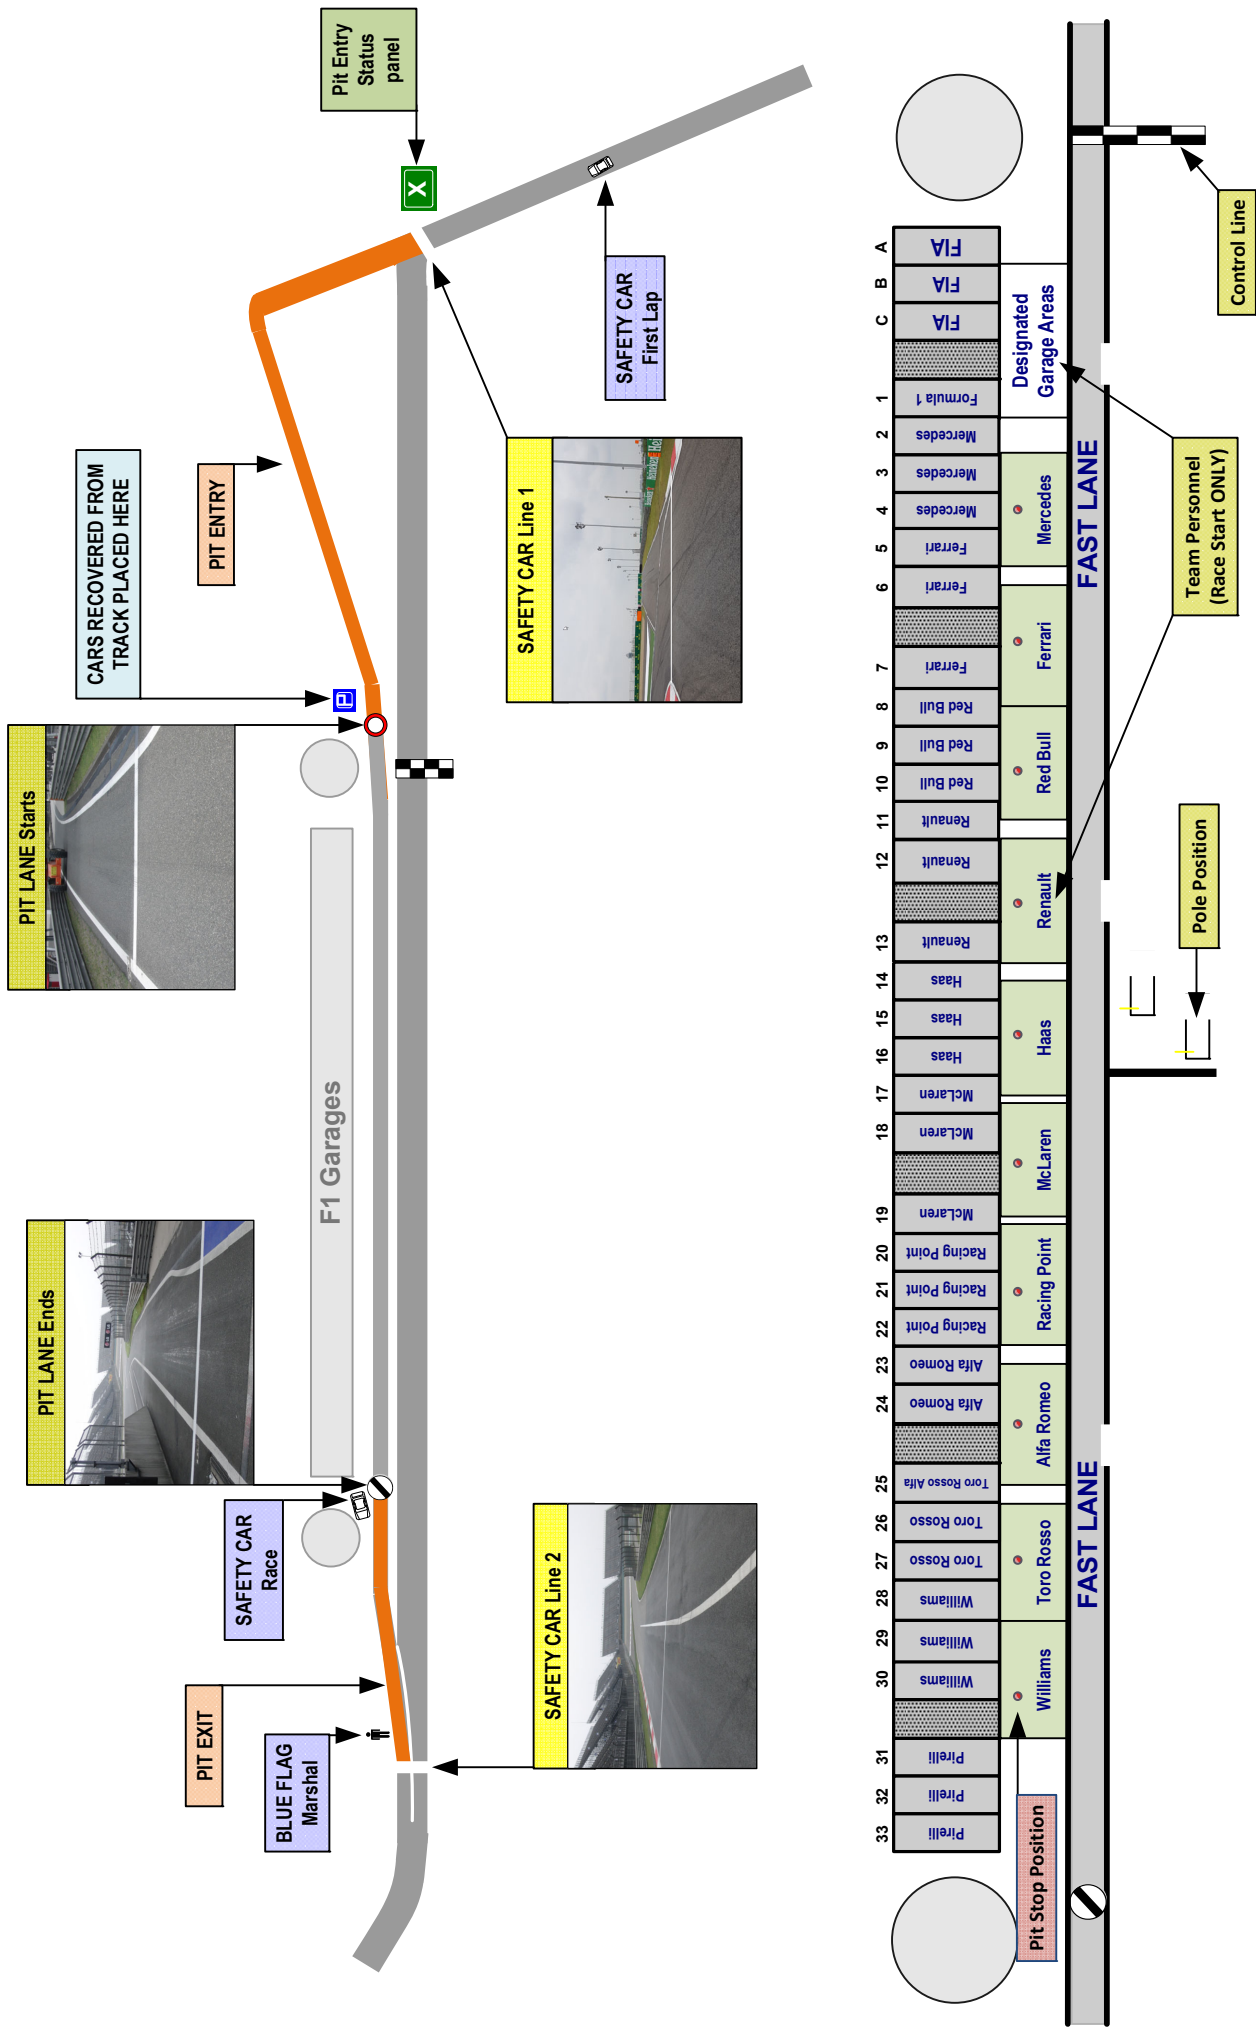 Pit Entry
Status
panel
X
SAFETY CAR
First Lap
CARS RECOVERED FROM
TRACK PLACED HERE
PIT ENTRY
SAFETY CAR Line 1
PIT LANE Starts
P
F1 Garages
PIT LANE Ends
SAFETY CAR
Race
SAFETY CAR Line 2
PIT EXIT
BLUE FLAG
Marshal
A
B
C
1
2
3
4
5
6
7
8
9
10
11
12
13
14
15
16
17
18
19
20
21
22
23
24
25
26
27
28
29
30
31
32
33
FIA
FIA
FIA
Formula 1
Mercedes
Mercedes
Mercedes
Ferrari
Ferrari
Ferrari
Red Bull
Red Bull
Red Bull
Renault
Renault
Renault
Haas
Haas
Haas
McLaren
McLaren
McLaren
Racing Point
Racing Point
Racing Point
Alfa Romeo
Alfa Romeo
Toro Rosso Alfa
Toro Rosso
Toro Rosso
Williams
Williams
Williams
Pirelli
Pirelli
Pirelli
Designated
Garage Areas
Mercedes
Ferrari
Red Bull
Renault
Haas
McLaren
Racing Point
Alfa Romeo
Toro Rosso
Williams
Pit Stop Position
FAST LANE
FAST LANE
Control Line
Team Personnel
(Race Start ONLY)
Pole Position